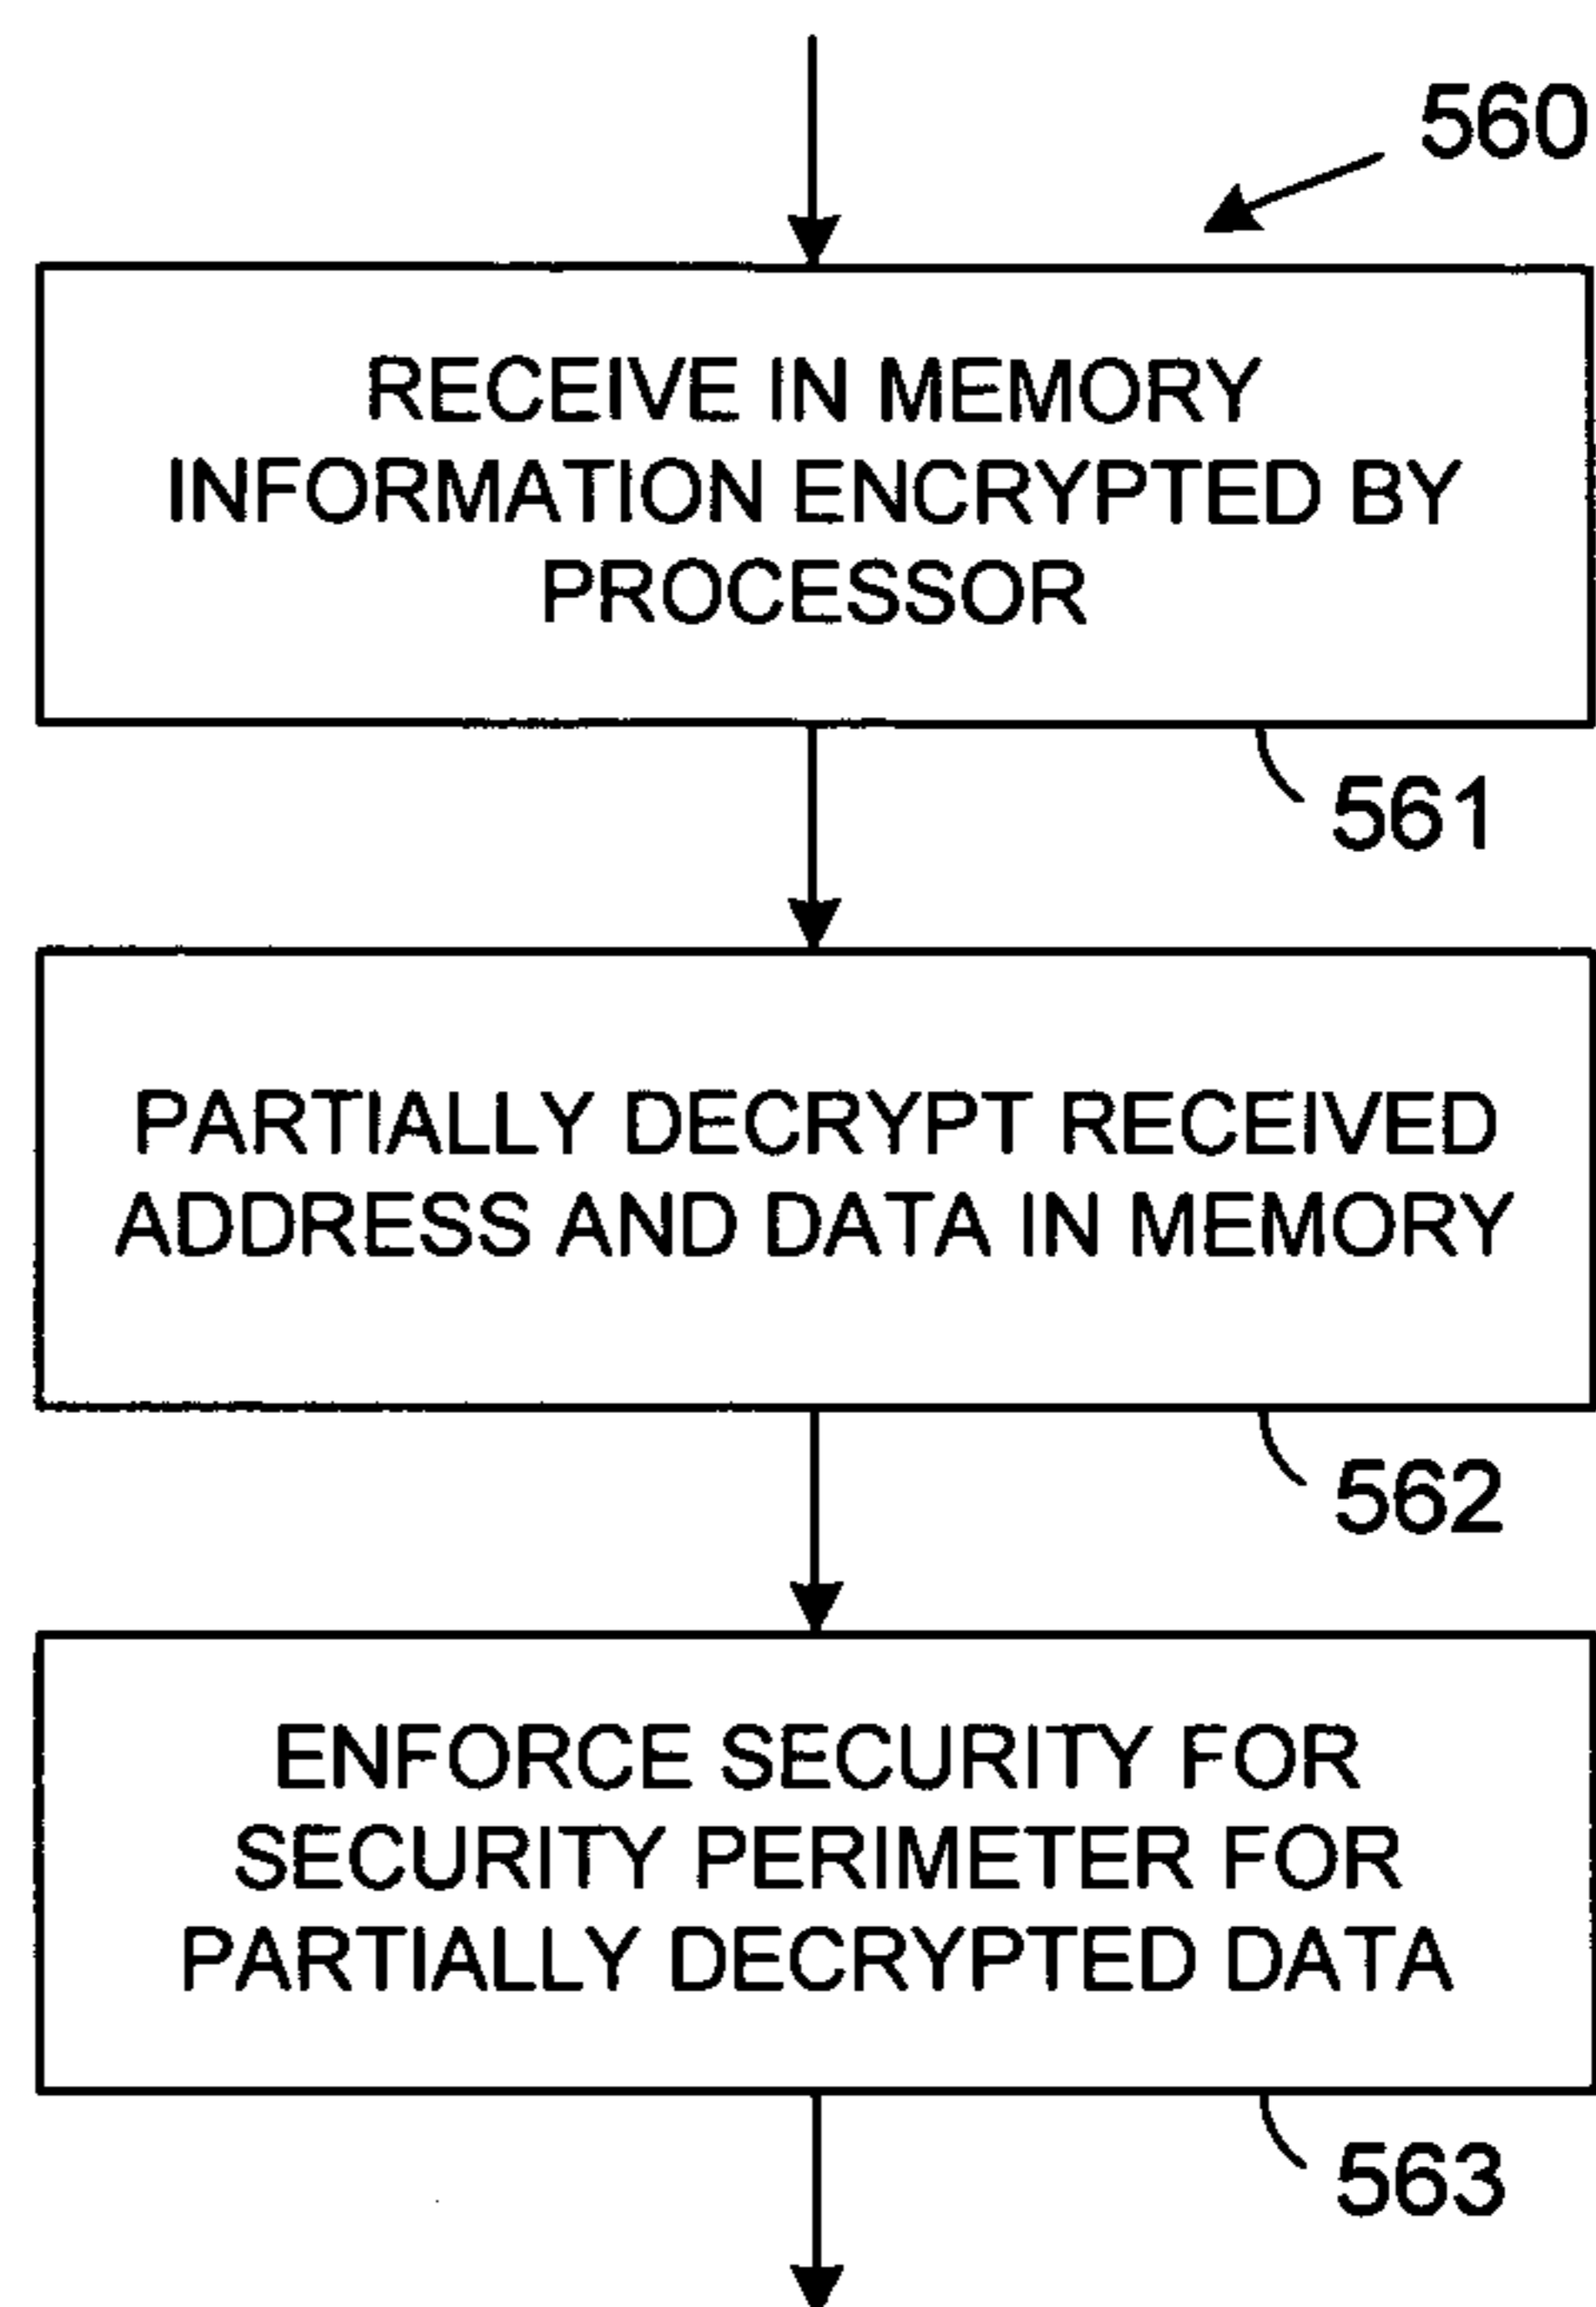 560
RECEIVE IN MEMORY
INFORMATION ENCRYPTED BY
PROCESSOR
561
PARTIALLY DECRYPT RECEIVED
ADDRESS AND DATA IN MEMORY
562
ENFORCE SECURITY FOR
SECURITY PERIMETER FOR
PARTIALLY DECRYPTED DATA
563